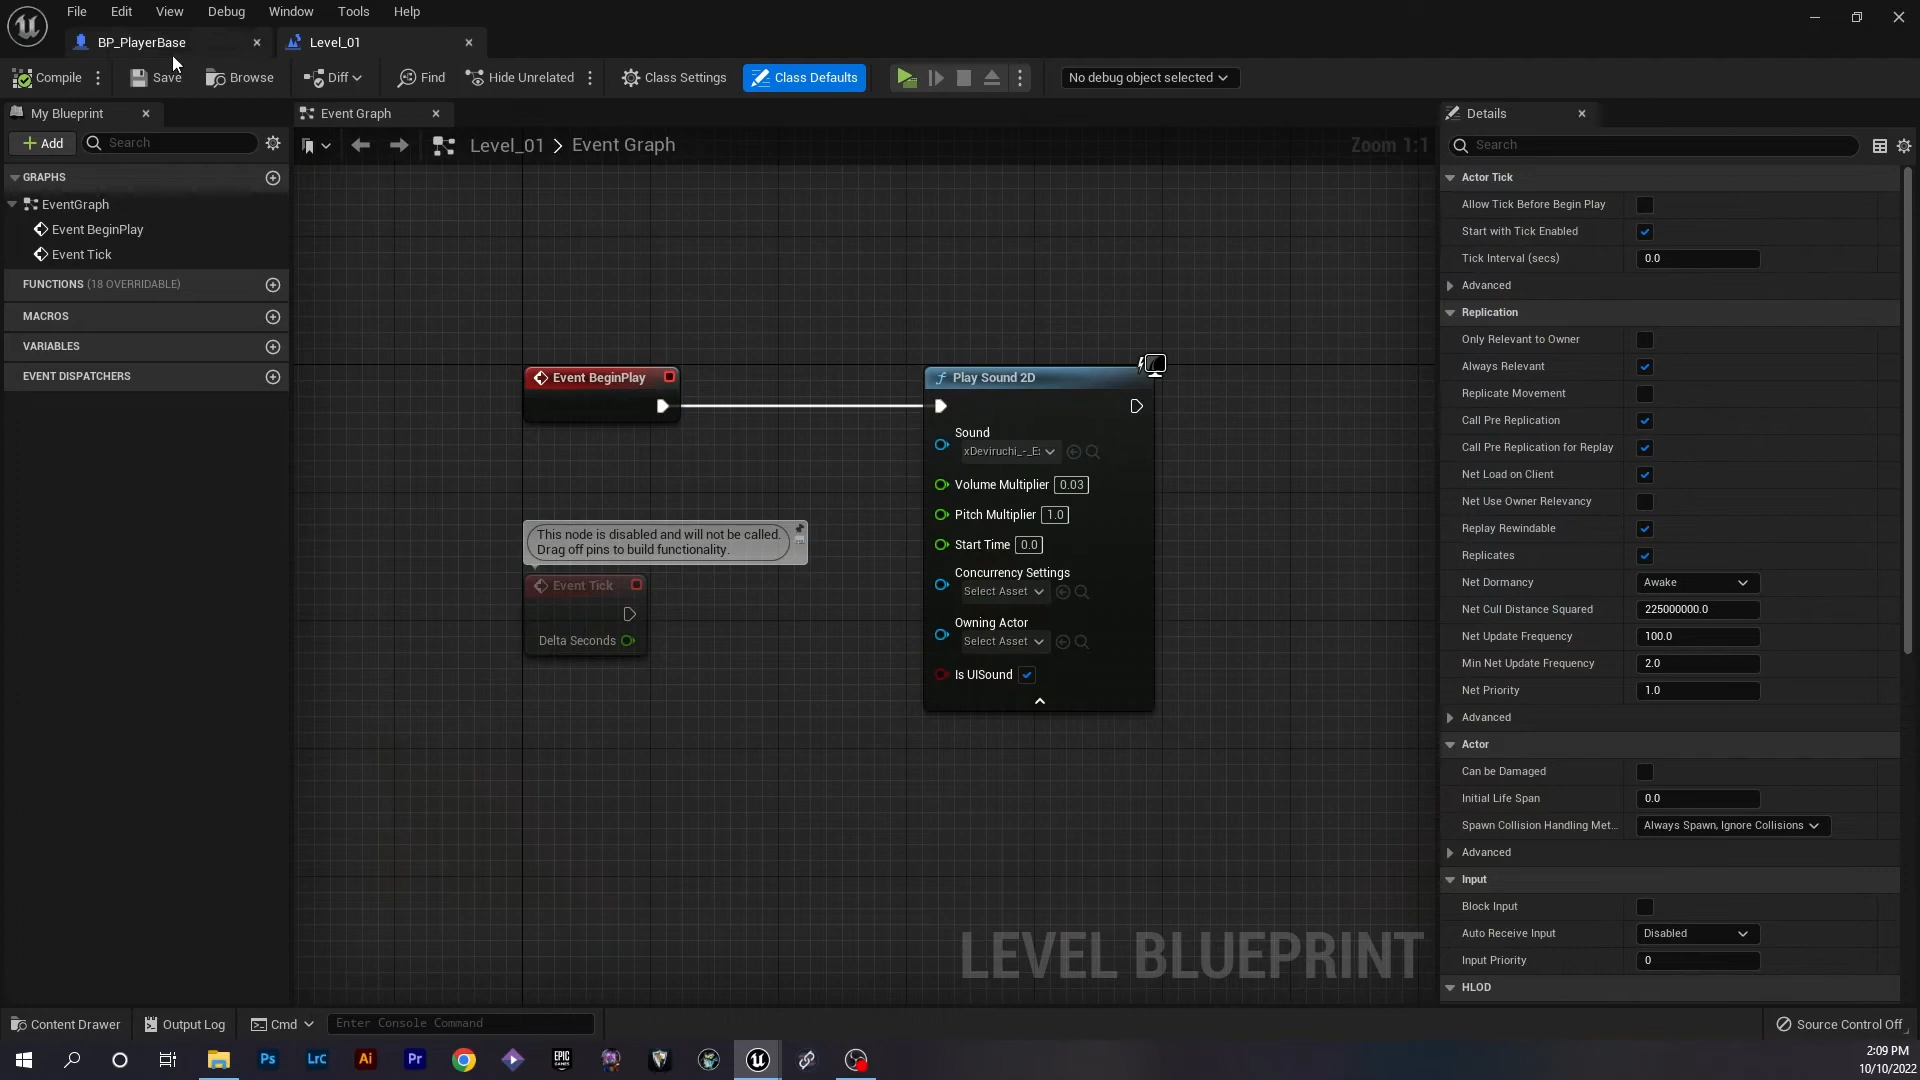 File Edit View Debug Window Tools Help
BP_PlayerBase Level_01
Compile Save Browse Diff Find Hide Unrelated Class Settings Class Defaults No debug object selected
My Blueprint Event Graph Details
Add Search Level_01 > Event Graph Zoom 1:1 Search
GRAPHS
EventGraph
Event BeginPlay
Event Tick
FUNCTIONS (18 OVERRIDABLE)
MACROS
VARIABLES
EVENT DISPATCHERS
Event BeginPlay
This node is disabled and will not be called.
Drag off pins to build functionality.
Event Tick
Delta Seconds
Play Sound 2D
Sound
xDeviruchi_-_E
Volume Multiplier 0.03
Pitch Multiplier 1.0
Start Time 0.0
Concurrency Settings
Select Asset
Owning Actor
Select Asset
Is UISound
LEVEL BLUEPRINT
Actor Tick
Allow Tick Before Begin Play
Start with Tick Enabled
Tick Interval (secs) 0.0
Advanced
Replication
Only Relevant to Owner
Always Relevant
Replicate Movement
Call Pre Replication
Call Pre Replication for Replay
Net Load on Client
Net Use Owner Relevancy
Replay Rewindable
Replicates
Net Dormancy Awake
Net Cull Distance Squared 225000000.0
Net Update Frequency 100.0
Min Net Update Frequency 2.0
Net Priority 1.0
Advanced
Actor
Can be Damaged
Initial Life Span 0.0
Spawn Collision Handling Met... Always Spawn, Ignore Collisions
Advanced
Input
Block Input
Auto Receive Input Disabled
Input Priority 0
HLOD
Content Drawer Output Log Cmd Enter Console Command Source Control Off
Ps LrC Ai Pr EPIC GAMES
2:09 PM
10/10/2022